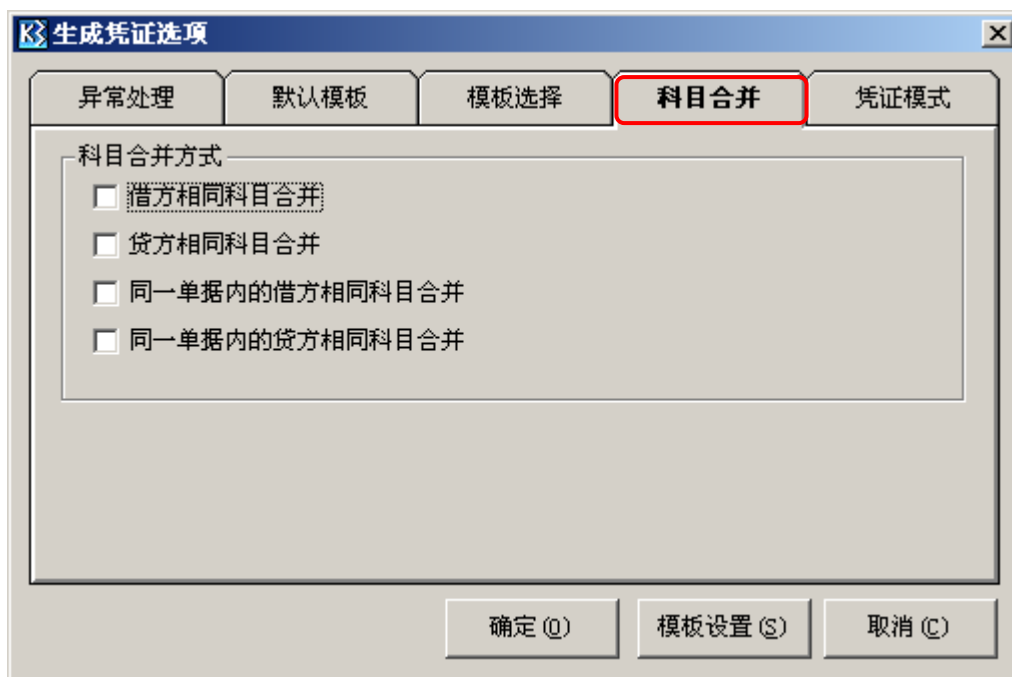 K3 生成凭证选项
异常处理 默认模板 模板选择 科目合并 凭证模式
科目合并方式
借方相同科目合并
贷方相同科目合并
同一单据内的借方相同科目合并
同一单据内的贷方相同科目合并
确定(O) 模板设置(S) 取消(C)